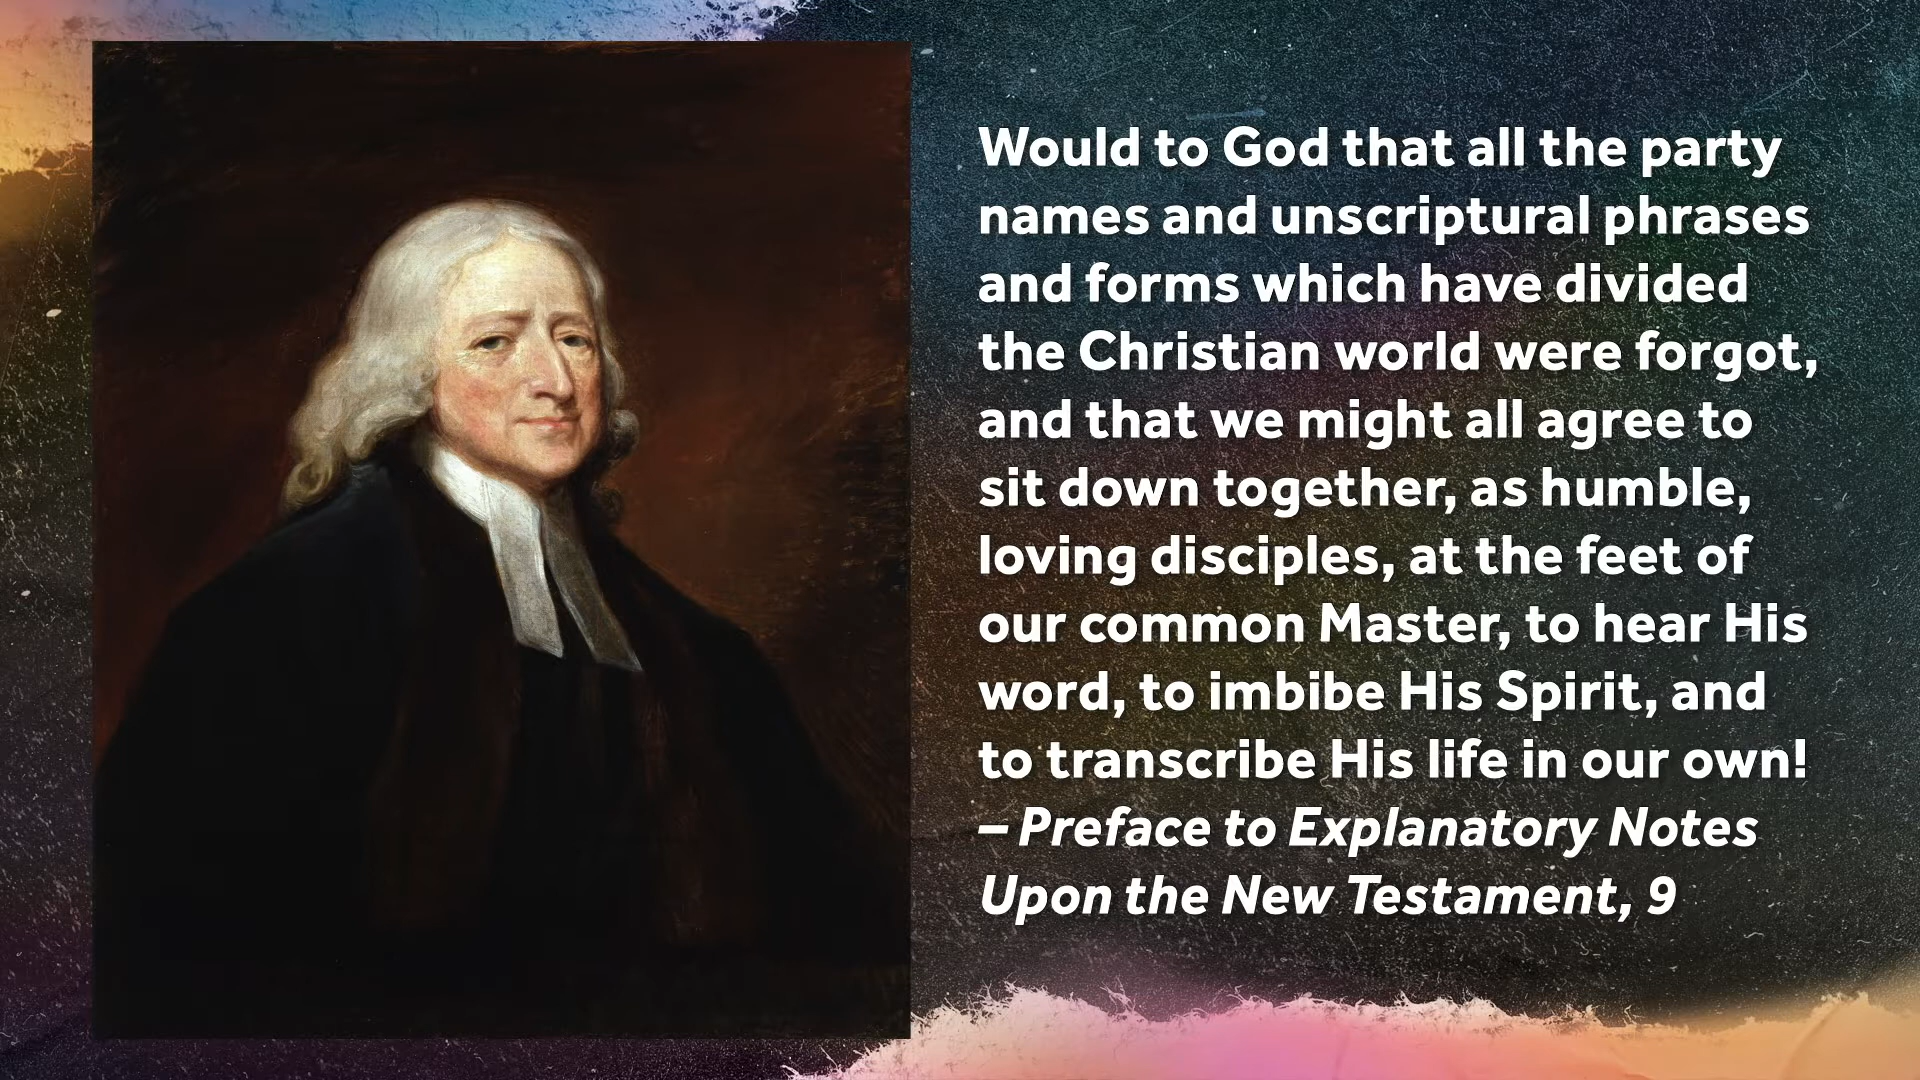 Would to God that all the party
names and unscriptural phrases
and forms which have divided
the Christian world were forgot,
and that we might all agree to
sit down together, as humble,
loving disciples, at the feet of
our common Master, to hear His
word, to imbibe His Spirit, and
to transcribe His life in our own!
– Preface to Explanatory Notes
Upon the New Testament, 9